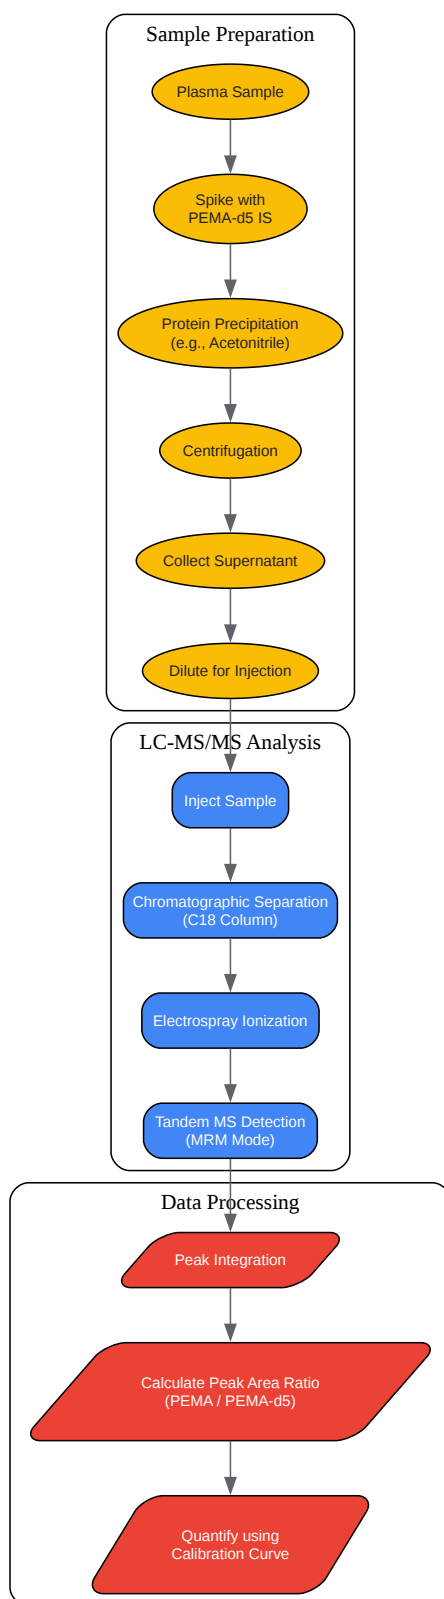 Sample Preparation
Plasma Sample
Spike with
PEMA-d5 IS
Protein Precipitation
(e.g., Acetonitrile)
Centrifugation
Collect Supernatant
Dilute for Injection
LC-MS/MS Analysis
Inject Sample
Chromatographic Separation
(C18 Column)
Electrospray Ionization
Tandem MS Detection
(MRM Mode)
Data Processing
Peak Integration
Calculate Peak Area Ratio
(PEMA / PEMA-d5)
Quantify using
Calibration Curve